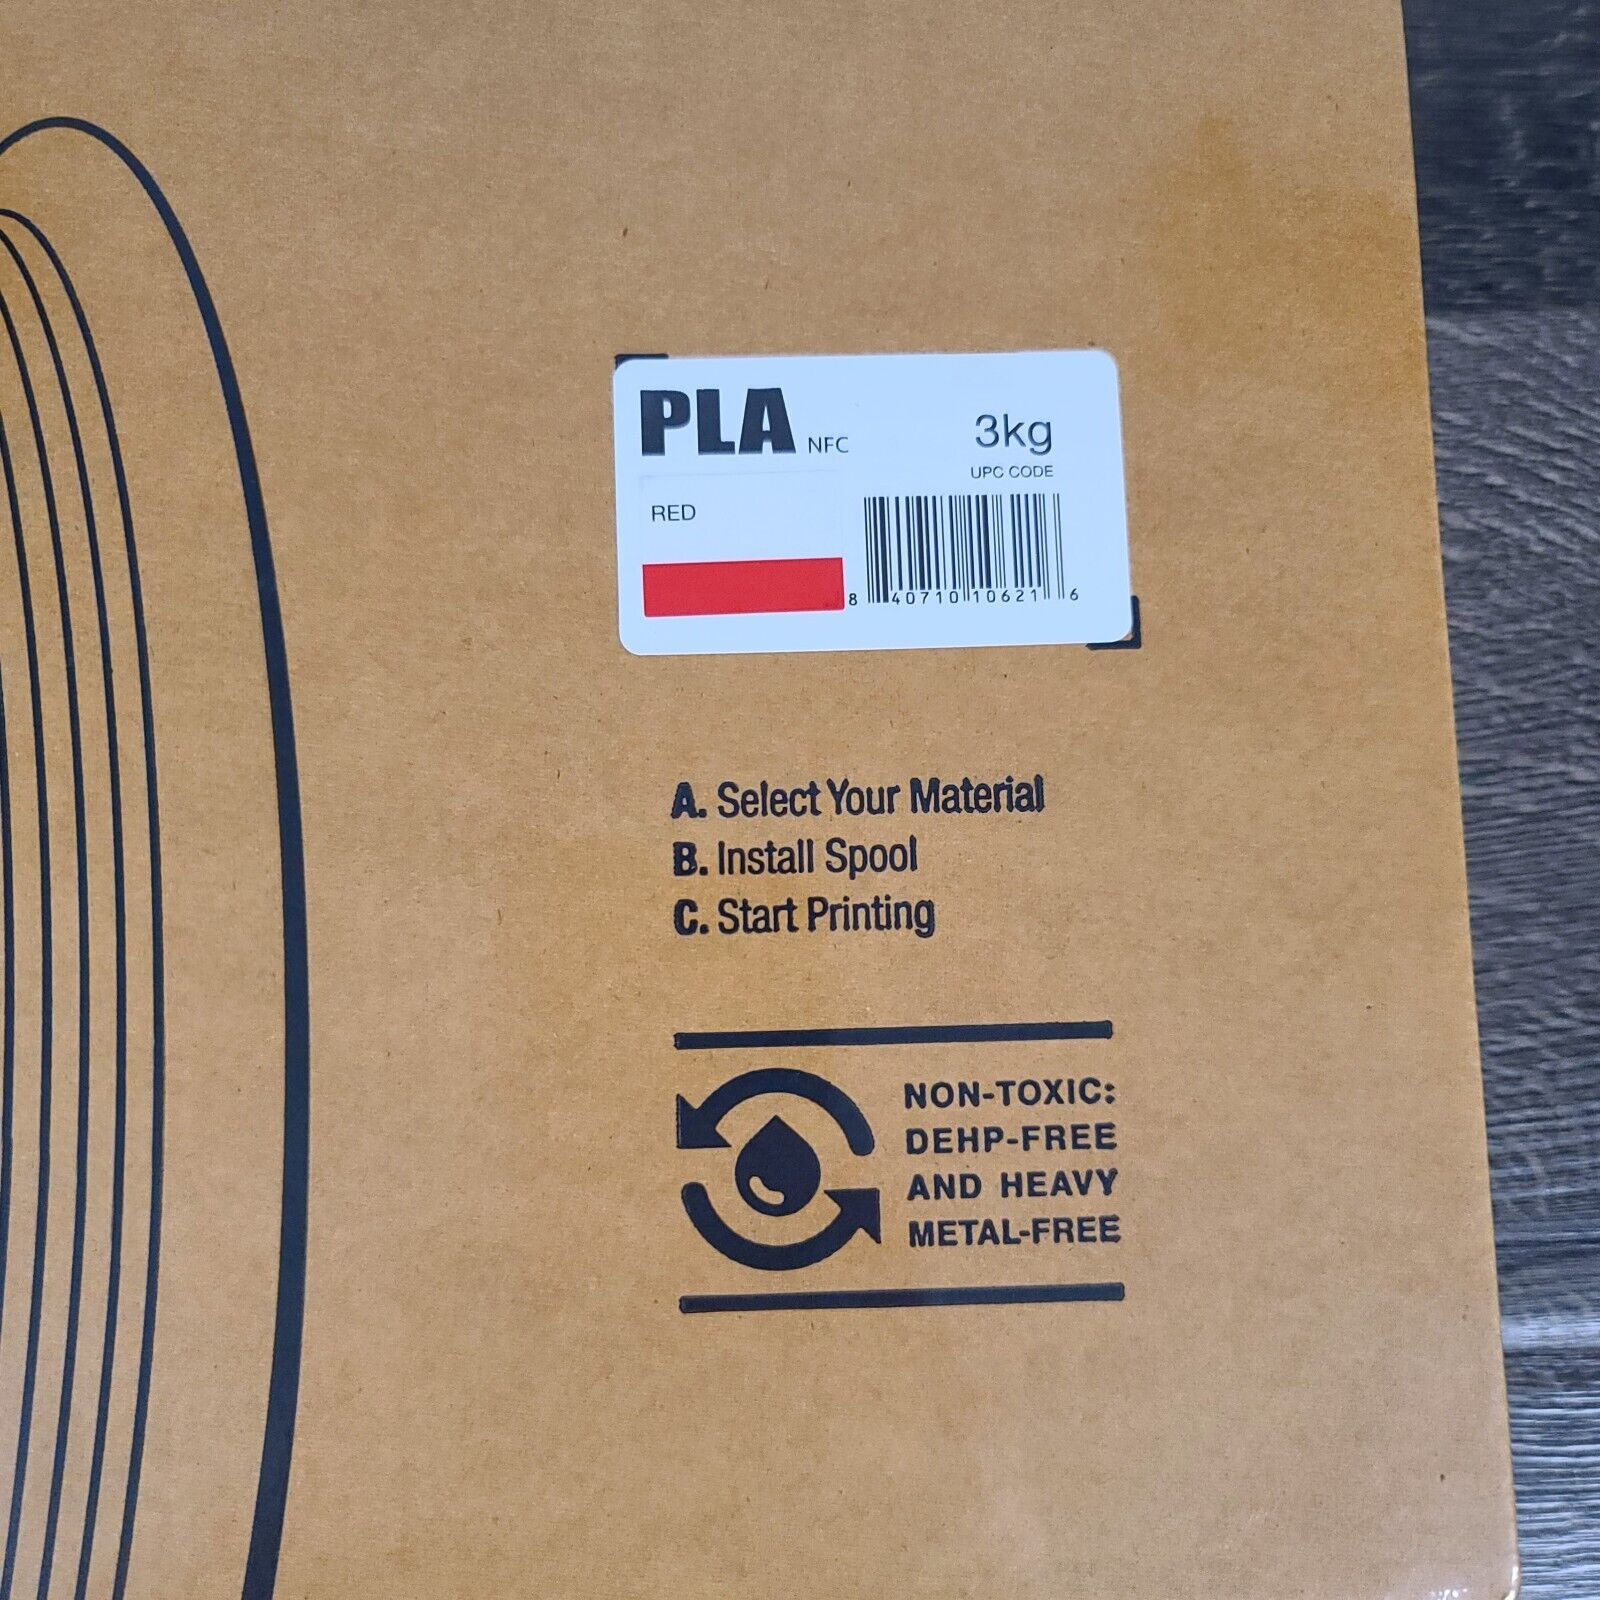 PLA NFC 3kg
UPC CODE
RED
8 40710 10621 6
A. Select Your Material
B. Install Spool
C. Start Printing
NON-TOXIC:
DEHP-FREE
AND HEAVY
METAL-FREE